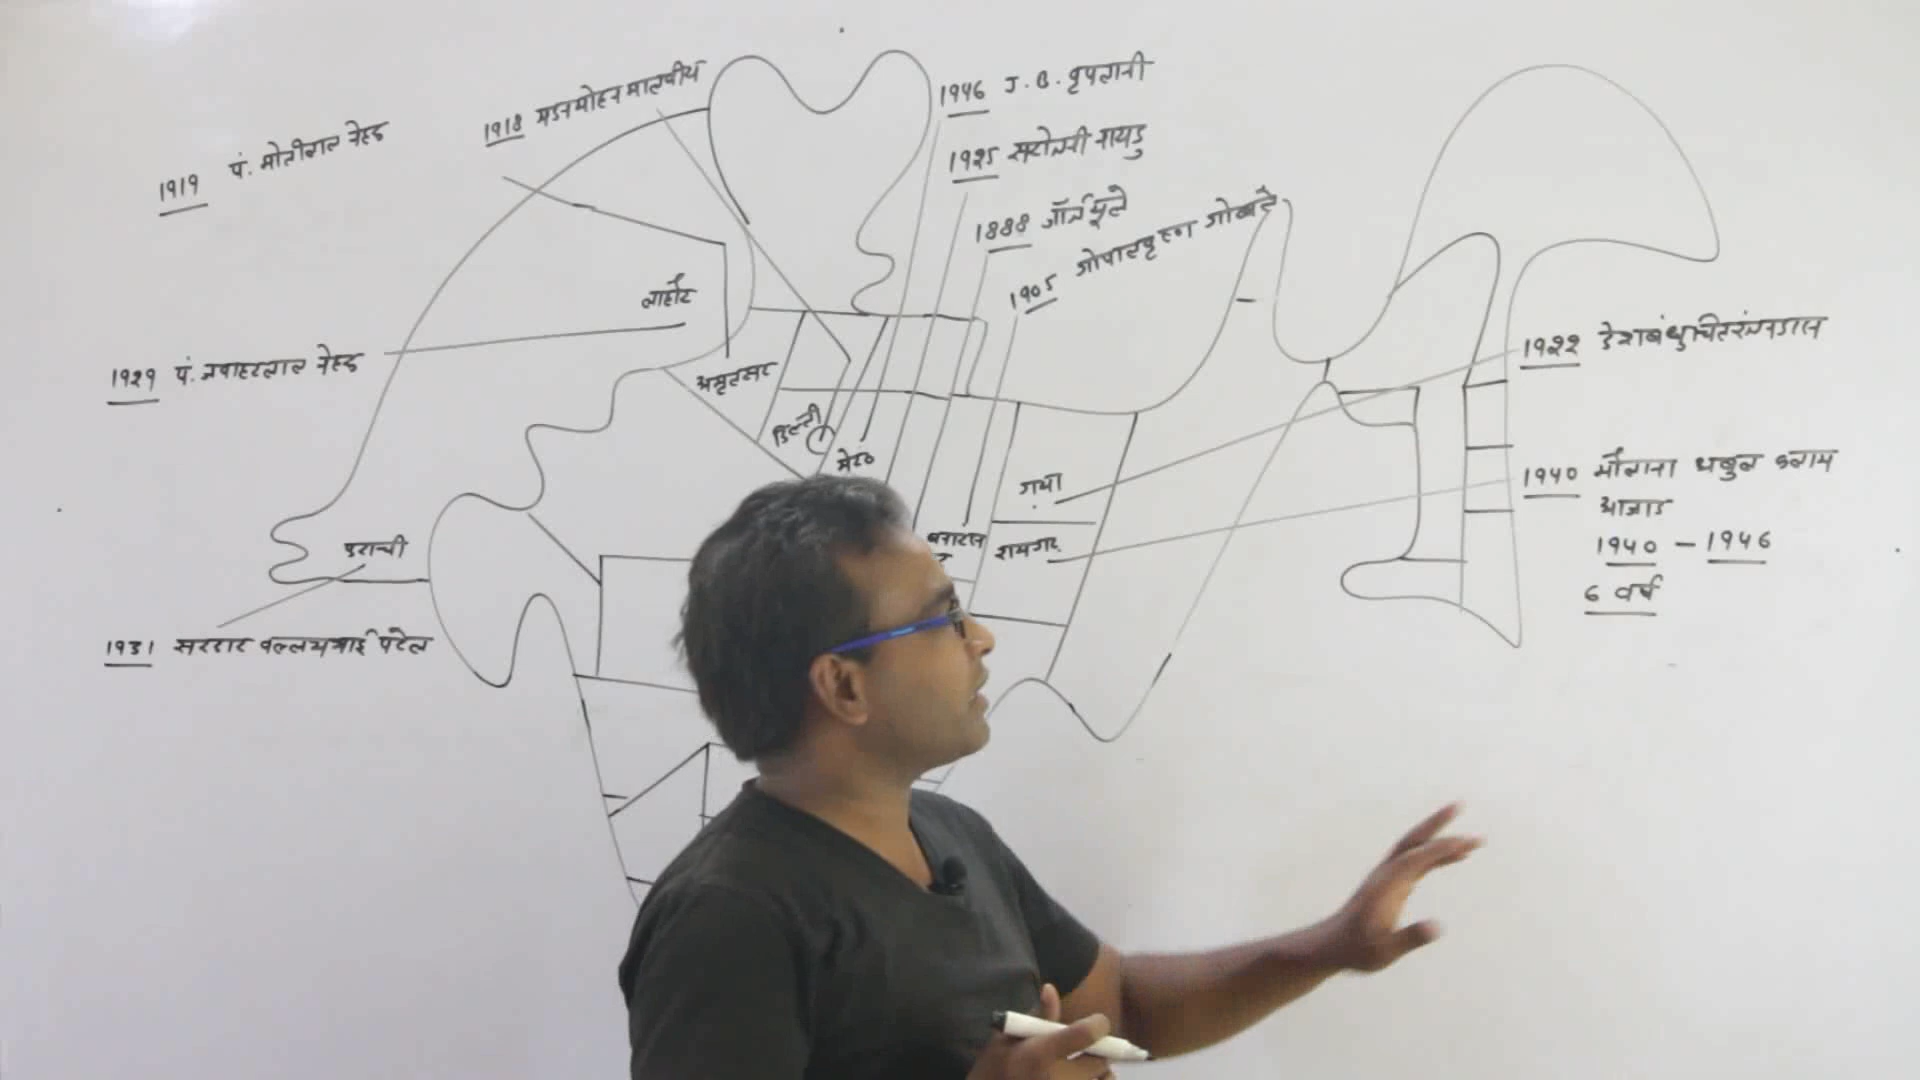 1946 J. B. कृपलानी
1918 मदनमोहन मालवीय
1925 सरोजनी नायडु
1919 पं. मोतीलाल नेहरू
1888 जॉर्ज यूले
1905 गोपालकृष्ण गोखले
लाहौर
1929 पं. जवाहरलाल नेहरू
1922 देशबंधु चितरंजनदास
अमृतसर
दिल्ली
मेरठ
गया
1940 मौलाना अबुल कलाम
आजाद
कराची
बनारस
रामगढ़
1940 - 1946
6 वर्ष
1931 सरदार वल्लभभाई पटेल